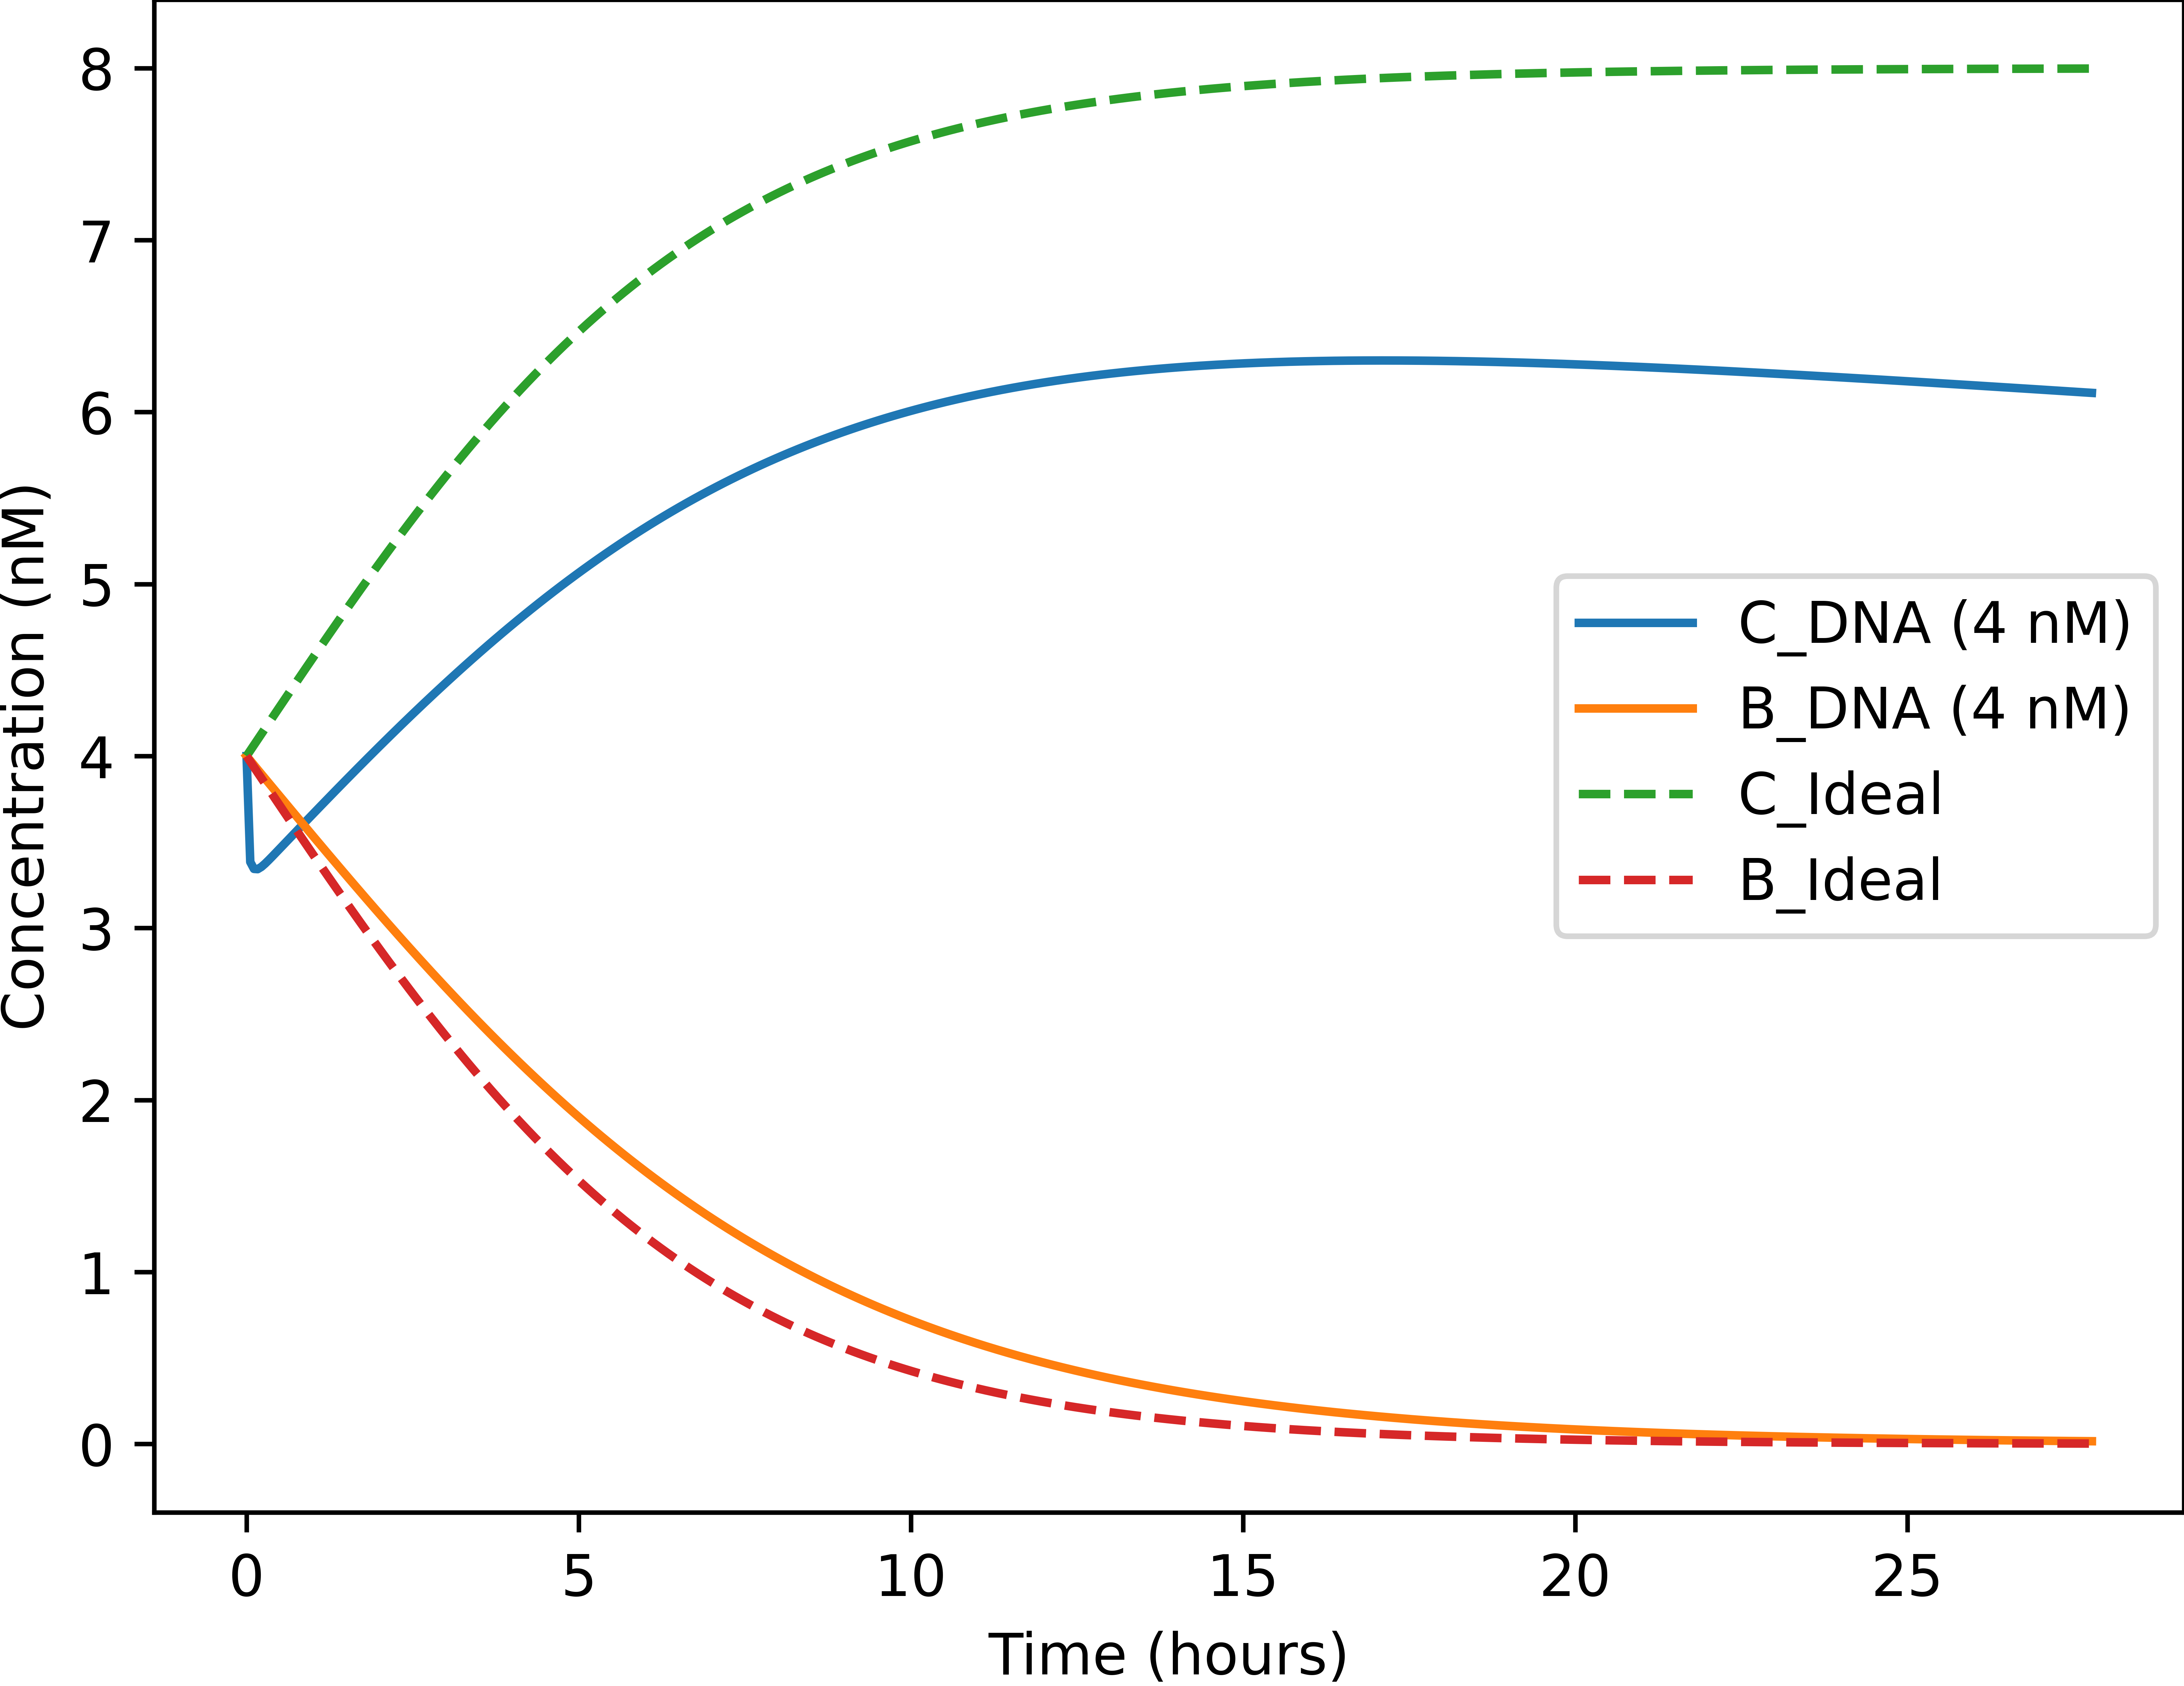 Concentration (nM)
8
7
6
5
4
3
2
1
0
C_DNA (4 nM)
B_DNA (4 nM)
C_Ideal
B_Ideal
0 5 10 15 20 25
Time (hours)